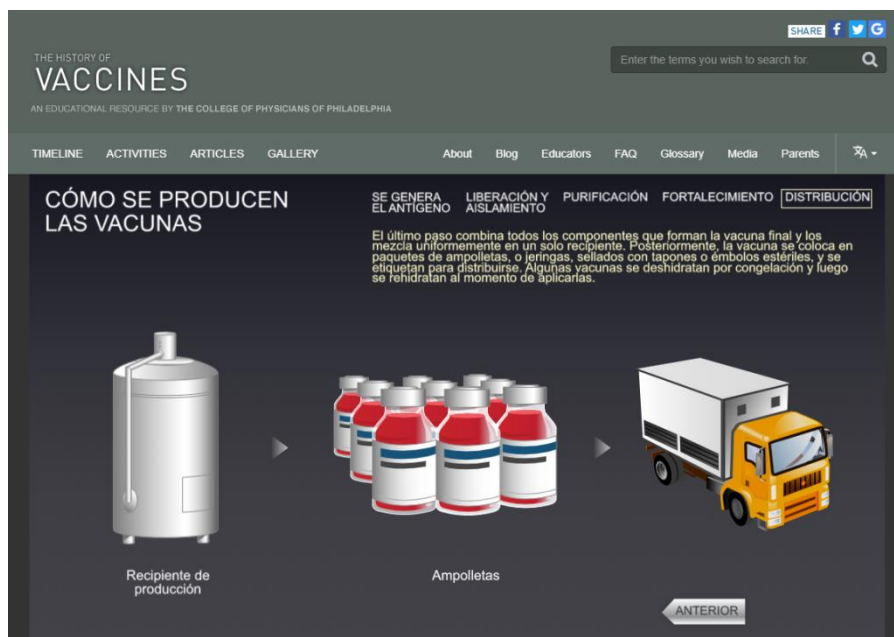 SHARE
THE HISTORY OF
VACCINES
AN EDUCATIONAL RESOURCE BY THE COLLEGE OF PHYSICIANS OF PHILADELPHIA
Enter the terms you wish to search for.
TIMELINE ACTIVITIES ARTICLES GALLERY About Blog Educators FAQ Glossary Media Parents
CÓMO SE PRODUCEN
LAS VACUNAS
SE GENERA
EL ANTÍGENO
LIBERACIÓN Y
AISLAMIENTO
PURIFICACIÓN
FORTALECIMIENTO
DISTRIBUCIÓN
El último paso combina todos los componentes que forman la vacuna final y los
mezcla uniformemente en un solo recipiente. Posteriormente, la vacuna se coloca en
paquetes de ampolletas, o jeringas, sellados con tapones o émbolos estériles, y se
etiquetan para distribuirse. Algunas vacunas se deshidratan por congelación y luego
se rehidratan al momento de aplicarlas.
Recipiente de
producción
Ampolletas
ANTERIOR